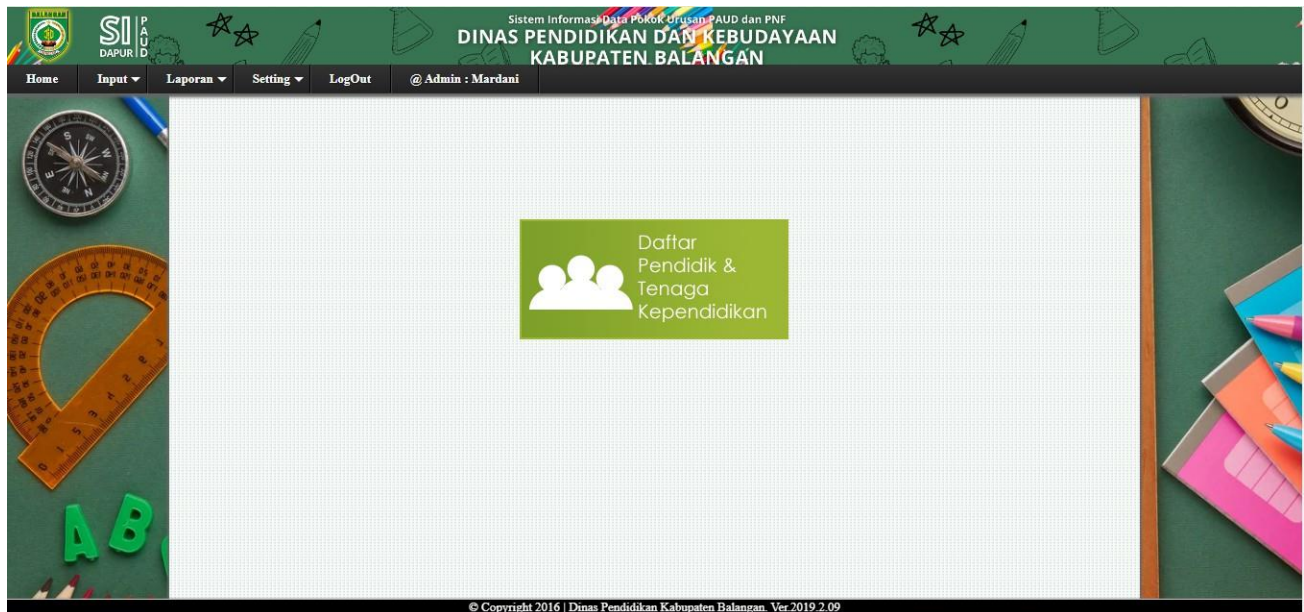 BALANGAN
SI PAUD
DAPUR
Sistem Informasi Data Pokok Urusan PAUD dan PNF
DINAS PENDIDIKAN DAN KEBUDAYAAN
KABUPATEN BALANGAN
Home Input Laporan Setting LogOut @ Admin : Mardani
Daftar
Pendidik &
Tenaga
Kependidikan
S
E
W
N
A B
© Copyright 2016 | Dinas Pendidikan Kabupaten Balangan. Ver.2019.2.09